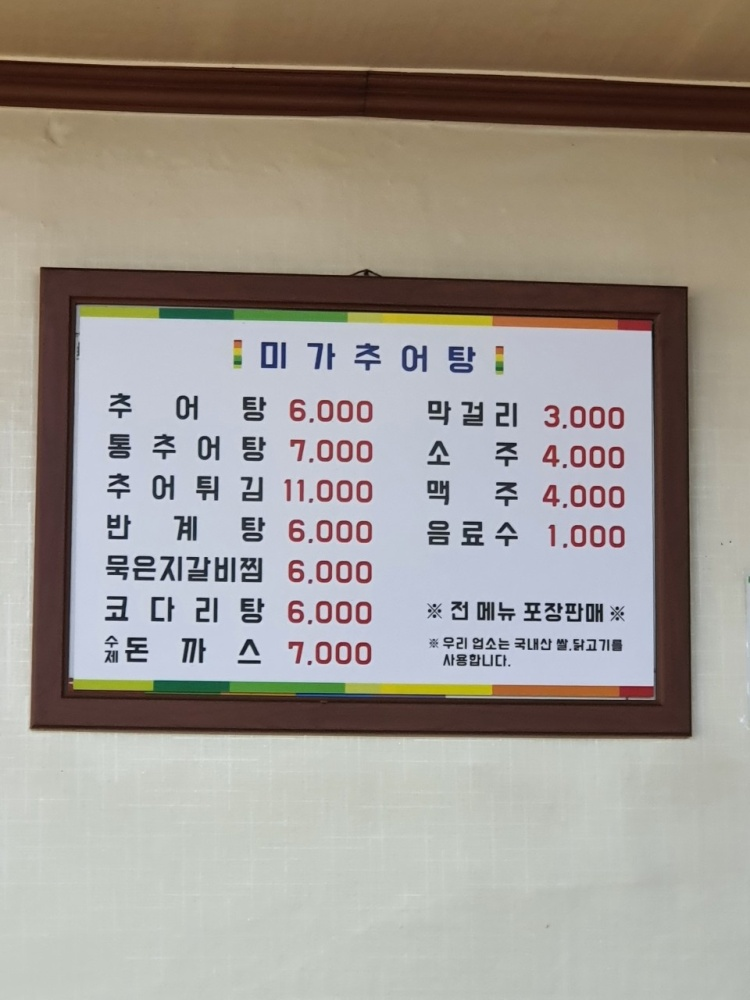 미가추어탕
추어탕 6,000
통추어탕 7,000
추어튀김 11,000
반계탕 6,000
묵은지갈비찜 6,000
코다리탕 6,000
수제돈까스 7,000
막걸리 3,000
소주 4,000
맥주 4,000
음료수 1,000
※ 전 메뉴 포장판매 ※
※ 우리 업소는 국내산 쌀.닭고기를
사용합니다.